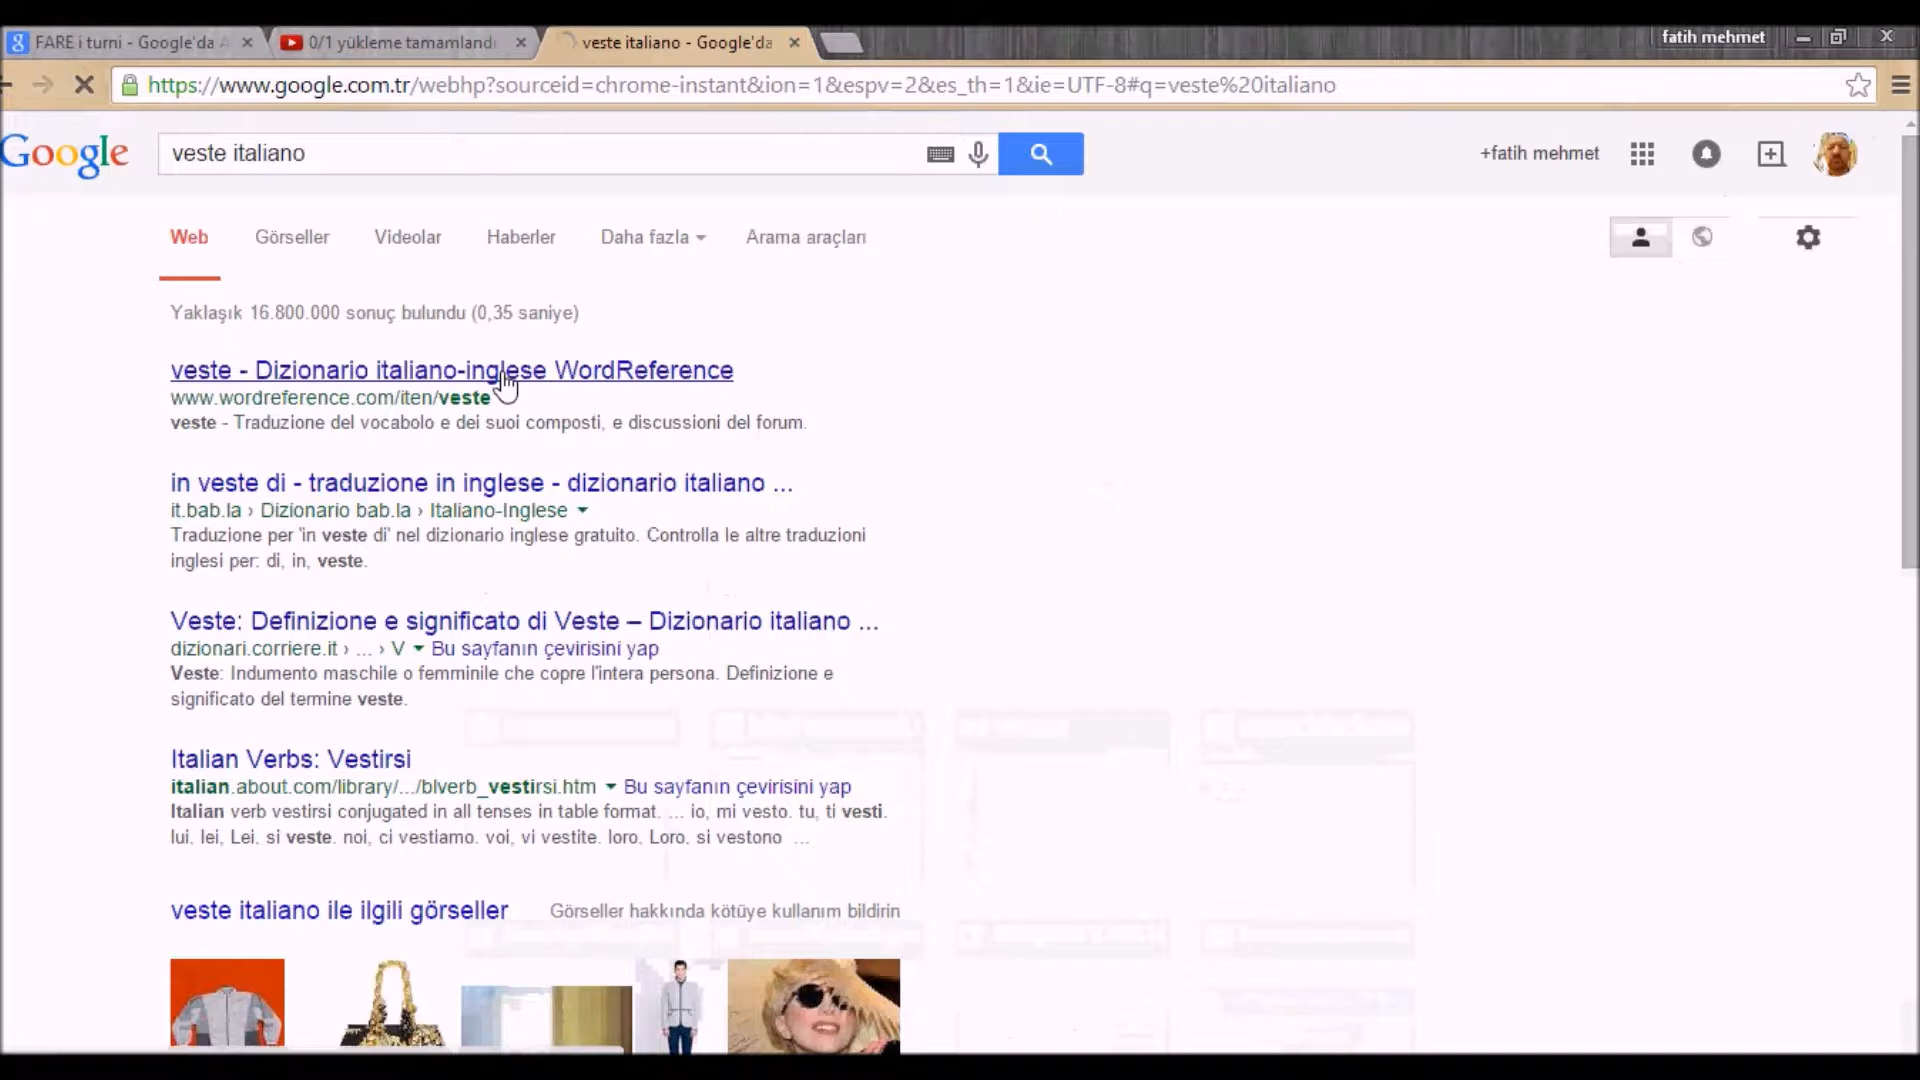 FARE i turni - Google'da A
0/1 yükleme tamamlandı
veste italiano - Google'da
fatih mehmet
https://www.google.com.tr/webhp?sourceid=chrome-instant&ion=1&espv=2&es_th=1&ie=UTF-8#q=veste%20italiano
Google
veste italiano
+fatih mehmet
Web
Görseller
Videolar
Haberler
Daha fazla
Arama araçları
Yaklaşık 16.800.000 sonuç bulundu (0,35 saniye)
veste - Dizionario italiano-inglese WordReference
www.wordreference.com/iten/veste
veste - Traduzione del vocabolo e dei suoi composti, e discussioni del forum.
in veste di - traduzione in inglese - dizionario italiano ...
it.bab.la › Dizionario bab.la › Italiano-Inglese
Traduzione per 'in veste di' nel dizionario inglese gratuito. Controlla le altre traduzioni
inglesi per: di, in, veste.
Veste: Definizione e significato di Veste – Dizionario italiano ...
dizionari.corriere.it › ... › V Bu sayfanın çevirisini yap
Veste: Indumento maschile o femminile che copre l'intera persona. Definizione e
significato del termine veste.
Italian Verbs: Vestirsi
italian.about.com/library/.../blverb_vestirsi.htm Bu sayfanın çevirisini yap
Italian verb vestirsi conjugated in all tenses in table format. ... io, mi vesto. tu, ti vesti.
lui, lei, Lei, si veste. noi, ci vestiamo. voi, vi vestite. loro, Loro, si vestono ...
veste italiano ile ilgili görseller
Görseller hakkında kötüye kullanım bildirin